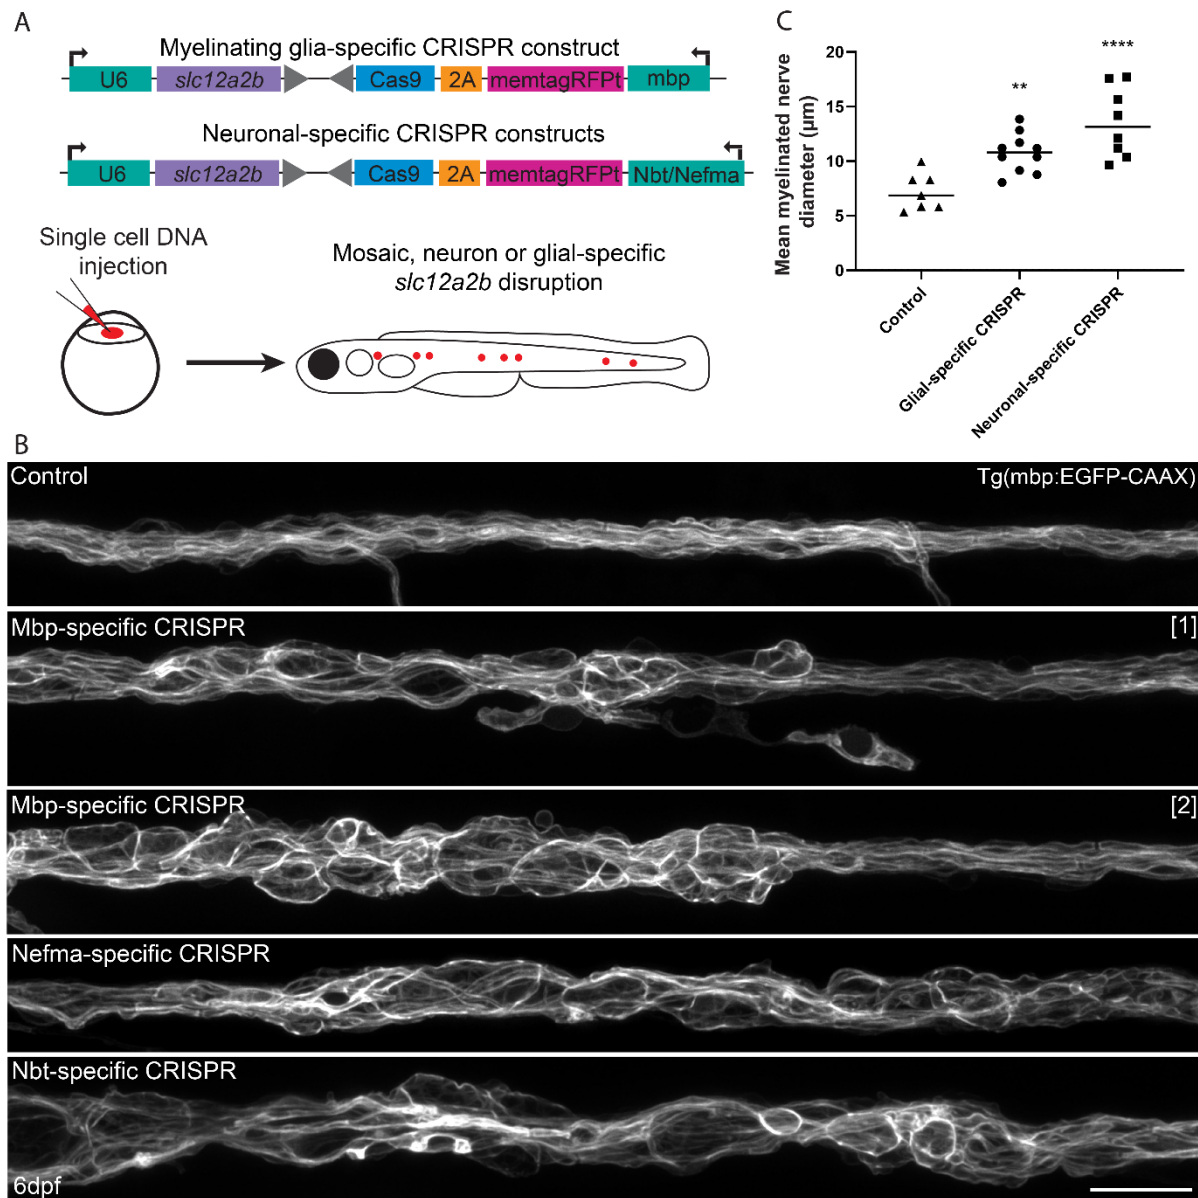 A
Myelinating glia-specific CRISPR construct
U6 slc12a2b Cas9 2A memtagRFPt mbp
Neuronal-specific CRISPR constructs
U6 slc12a2b Cas9 2A memtagRFPt Nbt/Nefma
Single cell DNA
injection
Mosaic, neuron or glial-specific
slc12a2b disruption
C
Mean myelinated nerve
diameter (µm)
20
15
10
5
0
**
****
Control
Glial-specific CRISPR
Neuronal-specific CRISPR
B
Control Tg(mbp:EGFP-CAAX)
Mbp-specific CRISPR [1]
Mbp-specific CRISPR [2]
Nefma-specific CRISPR
Nbt-specific CRISPR
6dpf